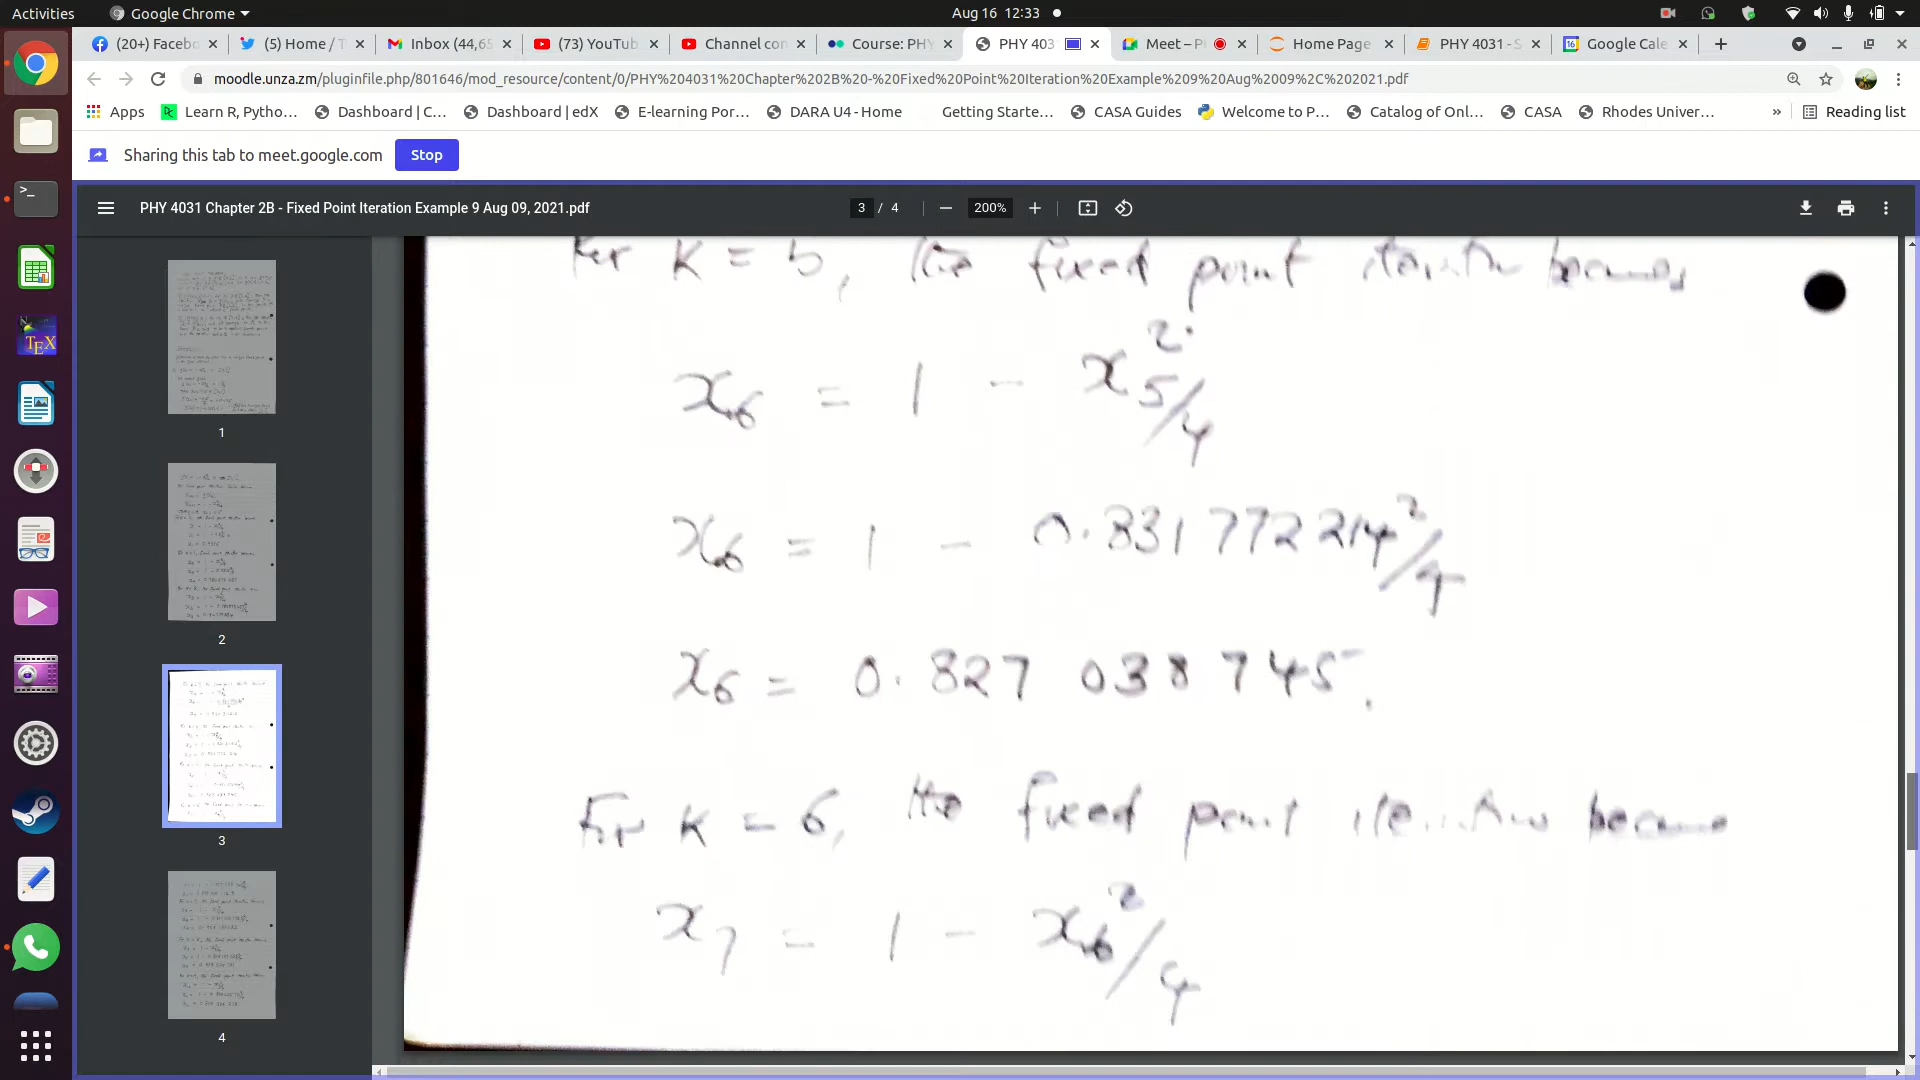 Activities
Google Chrome
Aug 16 12:33
(20+) Facebo
(5) Home / T
Inbox (44,65
(73) YouTub
Channel con
Course: PHY
PHY 403
Meet – P
Home Page
PHY 4031 - S
Google Cale
moodle.unza.zm/pluginfile.php/801646/mod_resource/content/0/PHY%204031%20Chapter%202B%20-%20Fixed%20Point%20Iteration%20Example%209%20Aug%2009%2C%202021.pdf
Apps
Learn R, Pytho...
Dashboard | C...
Dashboard | edX
E-learning Por...
DARA U4 - Home
Getting Starte...
CASA Guides
Welcome to P...
Catalog of Onl...
CASA
Rhodes Univer...
»
Reading list
Sharing this tab to meet.google.com
Stop
PHY 4031 Chapter 2B - Fixed Point Iteration Example 9 Aug 09, 2021.pdf
3 / 4
200%
1
2
3
4
For K = 5, the fixed point iteration becomes
x₆ = 1 - x₅²/4
x₆ = 1 - 0.831772214²/4
x₆ = 0.827 038 745.
For K = 6, the fixed point iteration becomes
x₇ = 1 - x₆²/4